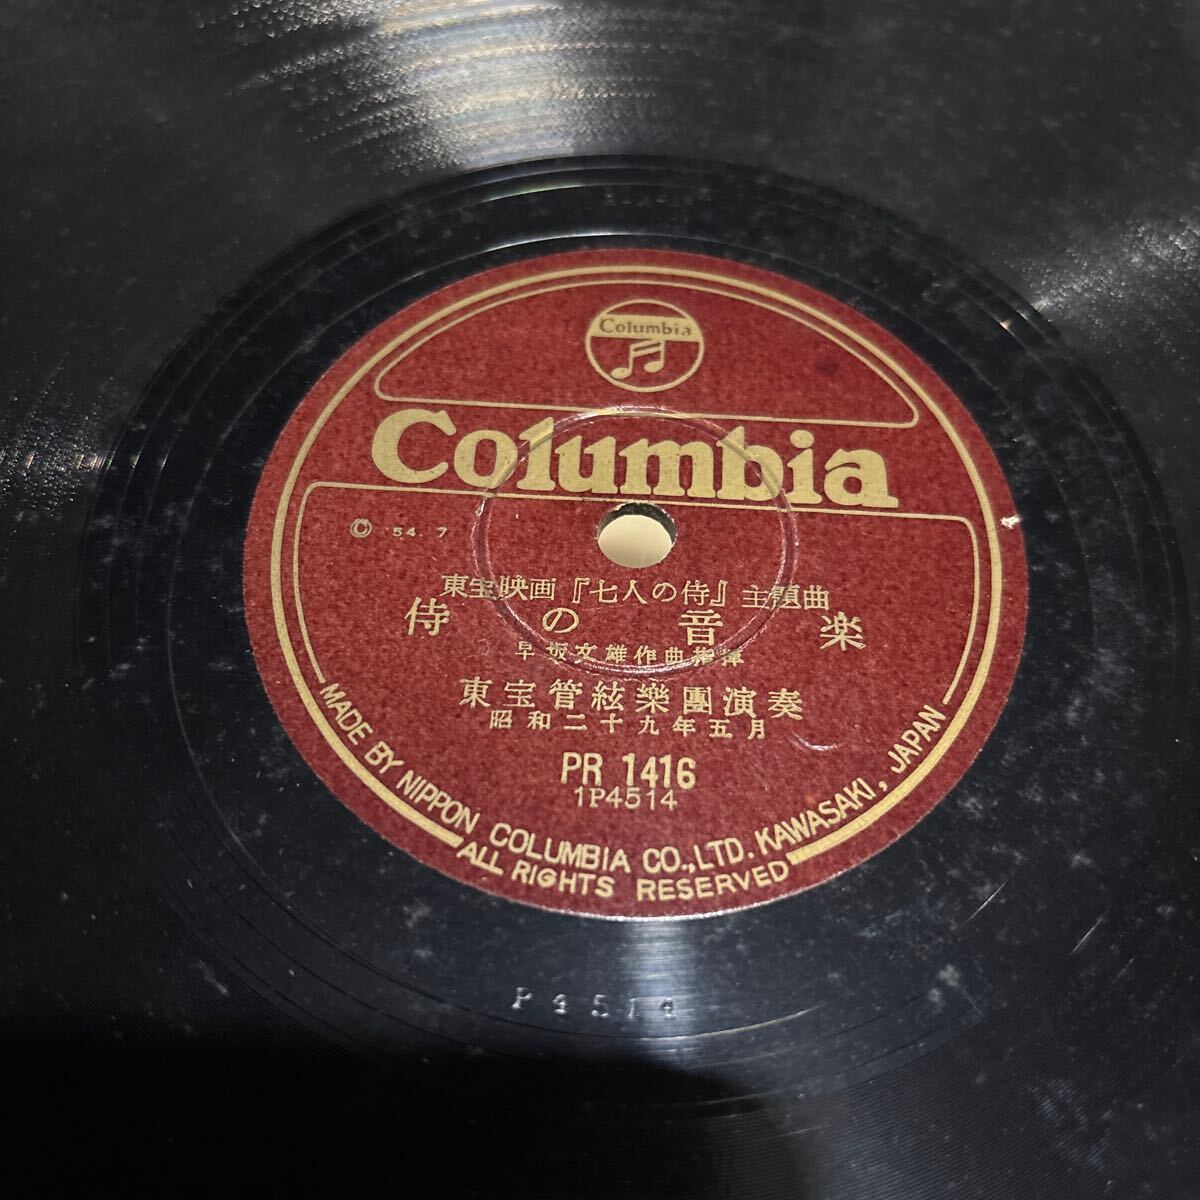 Columbia
Columbia
Ⓒ '54. 7
東宝映画『七人の侍』主題曲
侍の音楽
早坂文雄作曲指揮
東宝管絃樂團演奏
昭和二十九年五月
PR 1416
1P4514
MADE BY NIPPON COLUMBIA CO.,LTD. KAWASAKI, JAPAN
ALL RIGHTS RESERVED
P4514